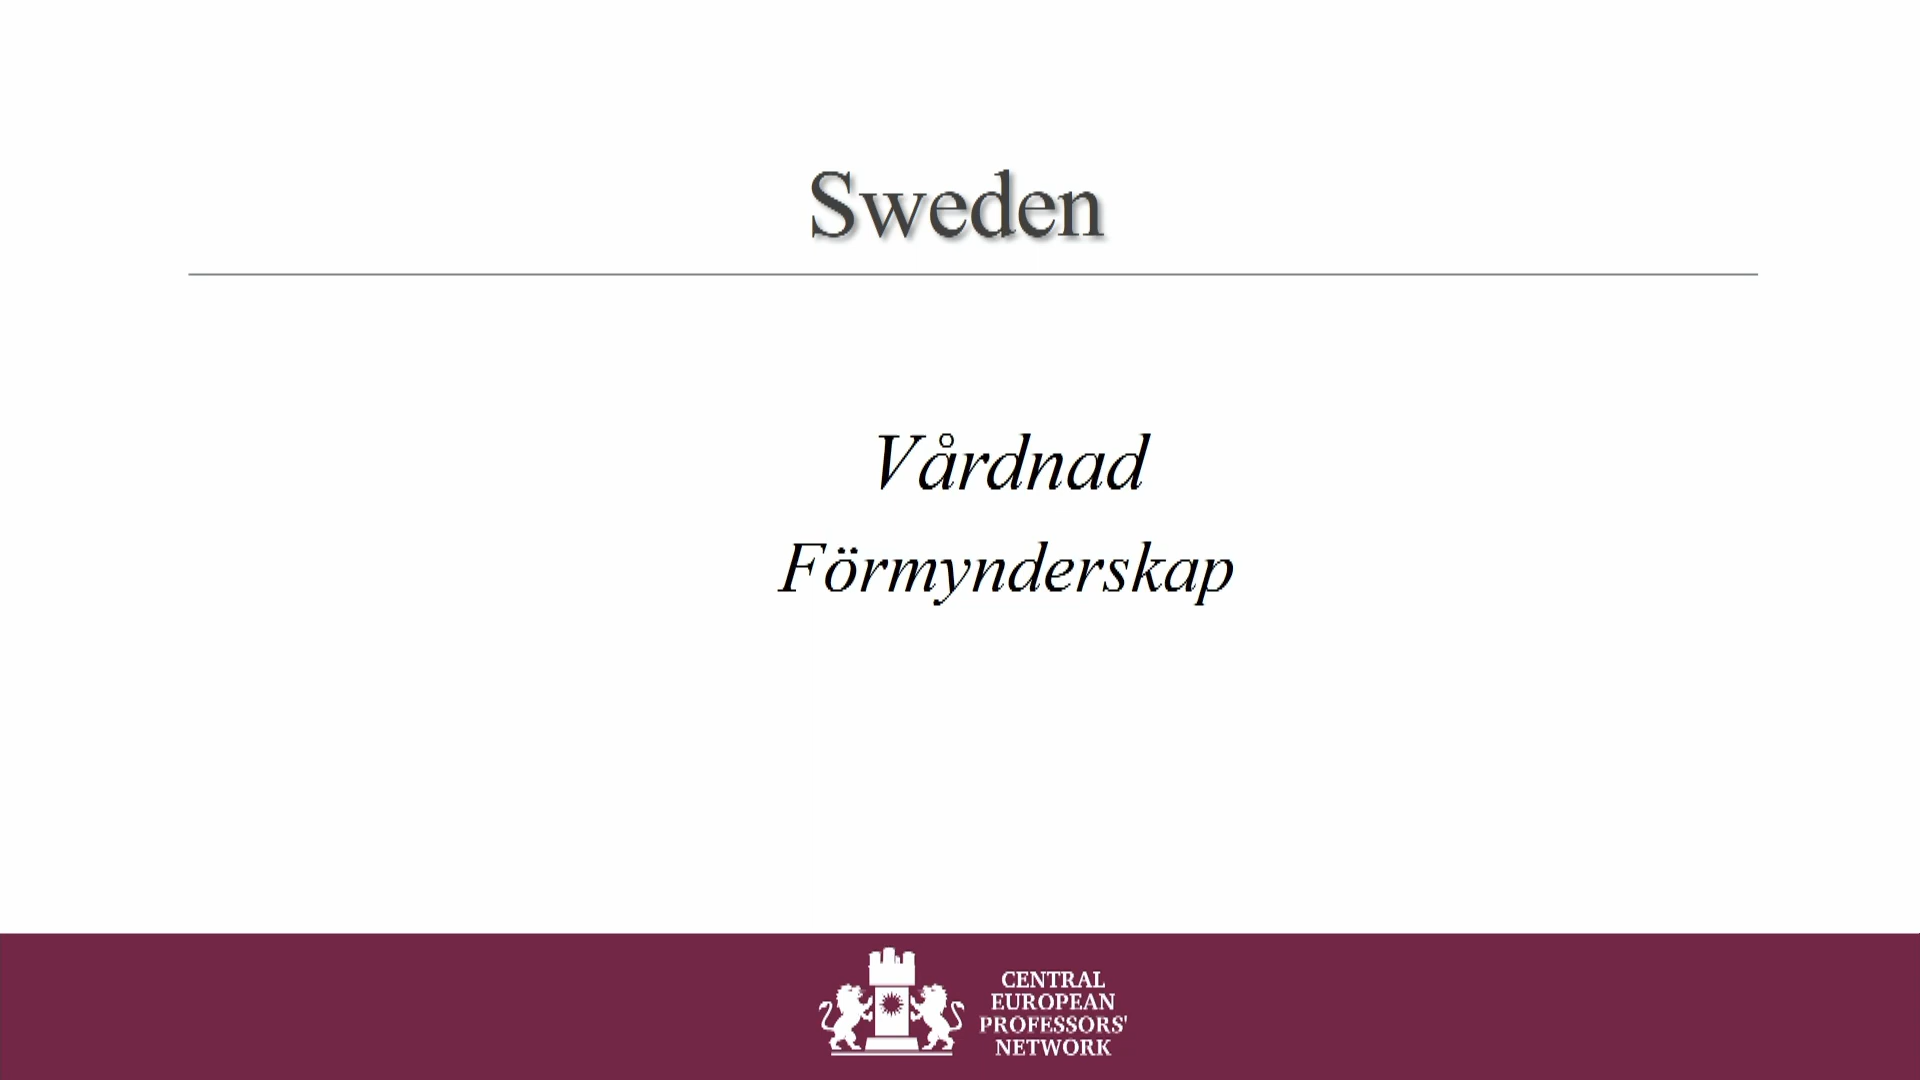 Sweden
Vårdnad
Förmynderskap
CENTRAL
EUROPEAN
PROFESSORS'
NETWORK